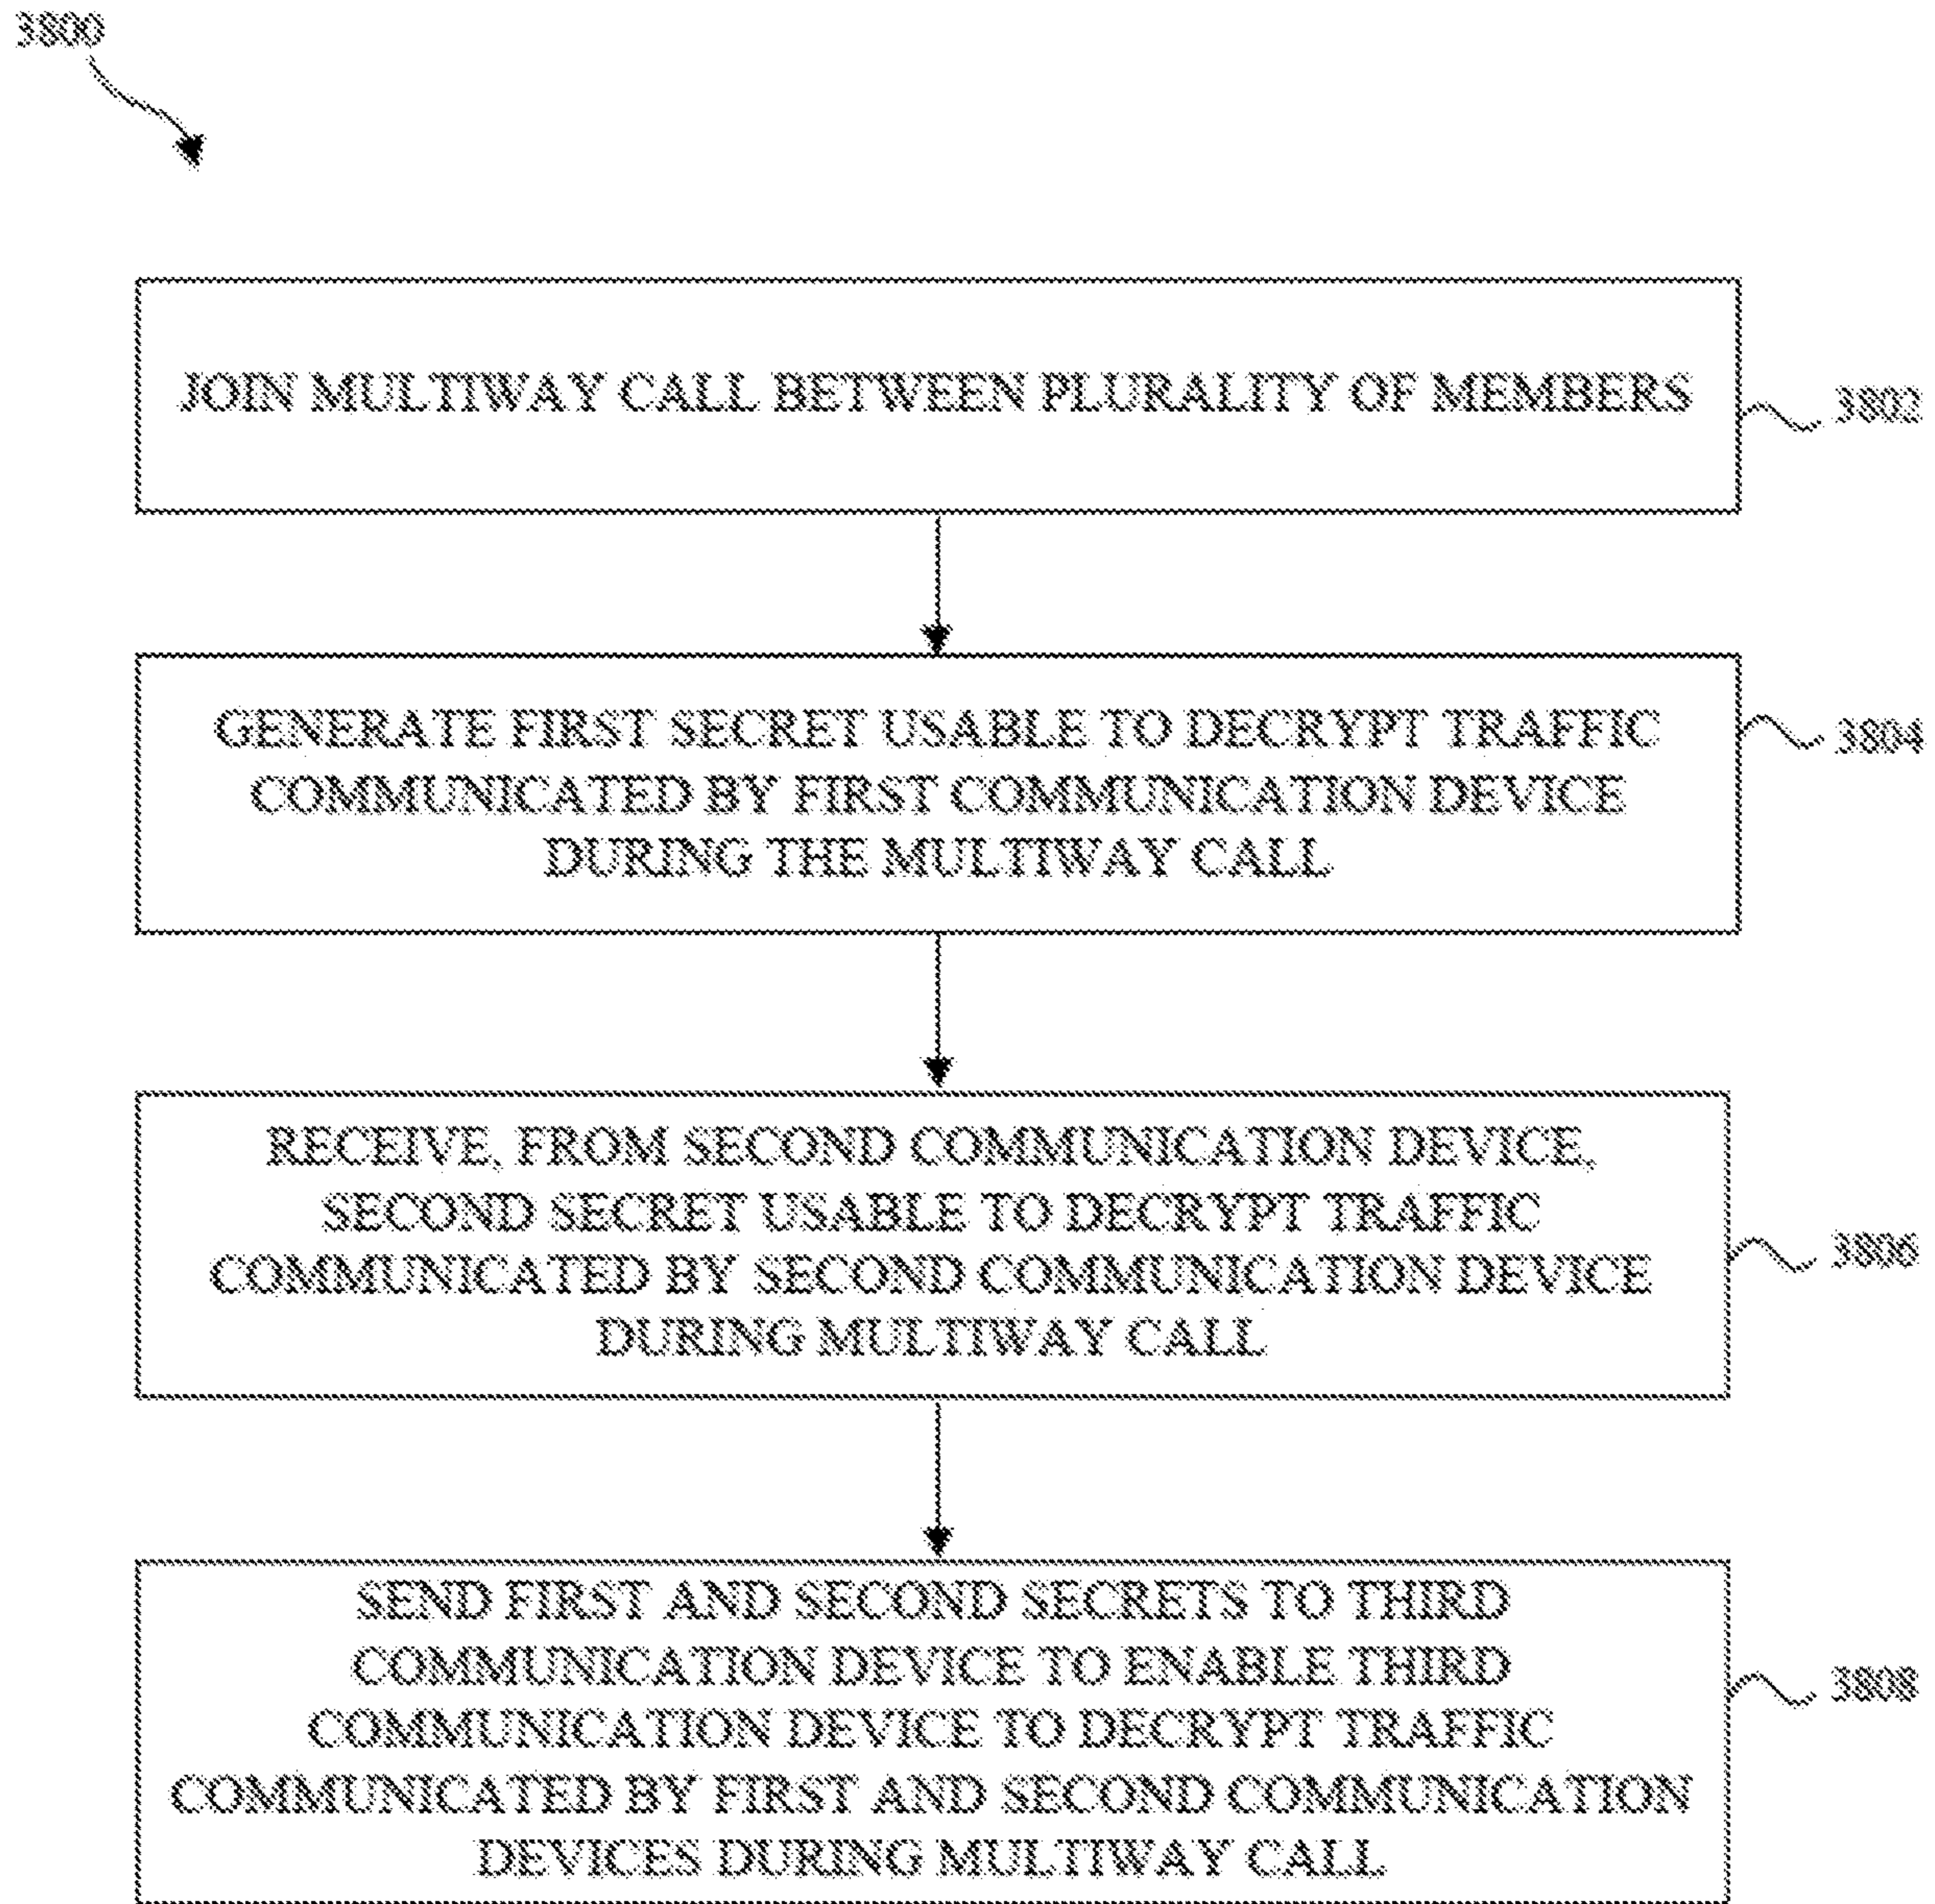 3800
JOIN MULTIWAY CALL BETWEEN PLURALITY OF MEMBERS
3802
GENERATE FIRST SECRET USABLE TO DECRYPT TRAFFIC
COMMUNICATED BY FIRST COMMUNICATION DEVICE
DURING THE MULTIWAY CALL
3804
RECEIVE, FROM SECOND COMMUNICATION DEVICE,
SECOND SECRET USABLE TO DECRYPT TRAFFIC
COMMUNICATED BY SECOND COMMUNICATION DEVICE
DURING MULTIWAY CALL
3806
SEND FIRST AND SECOND SECRETS TO THIRD
COMMUNICATION DEVICE TO ENABLE THIRD
COMMUNICATION DEVICE TO DECRYPT TRAFFIC
COMMUNICATED BY FIRST AND SECOND COMMUNICATION
DEVICES DURING MULTIWAY CALL
3808